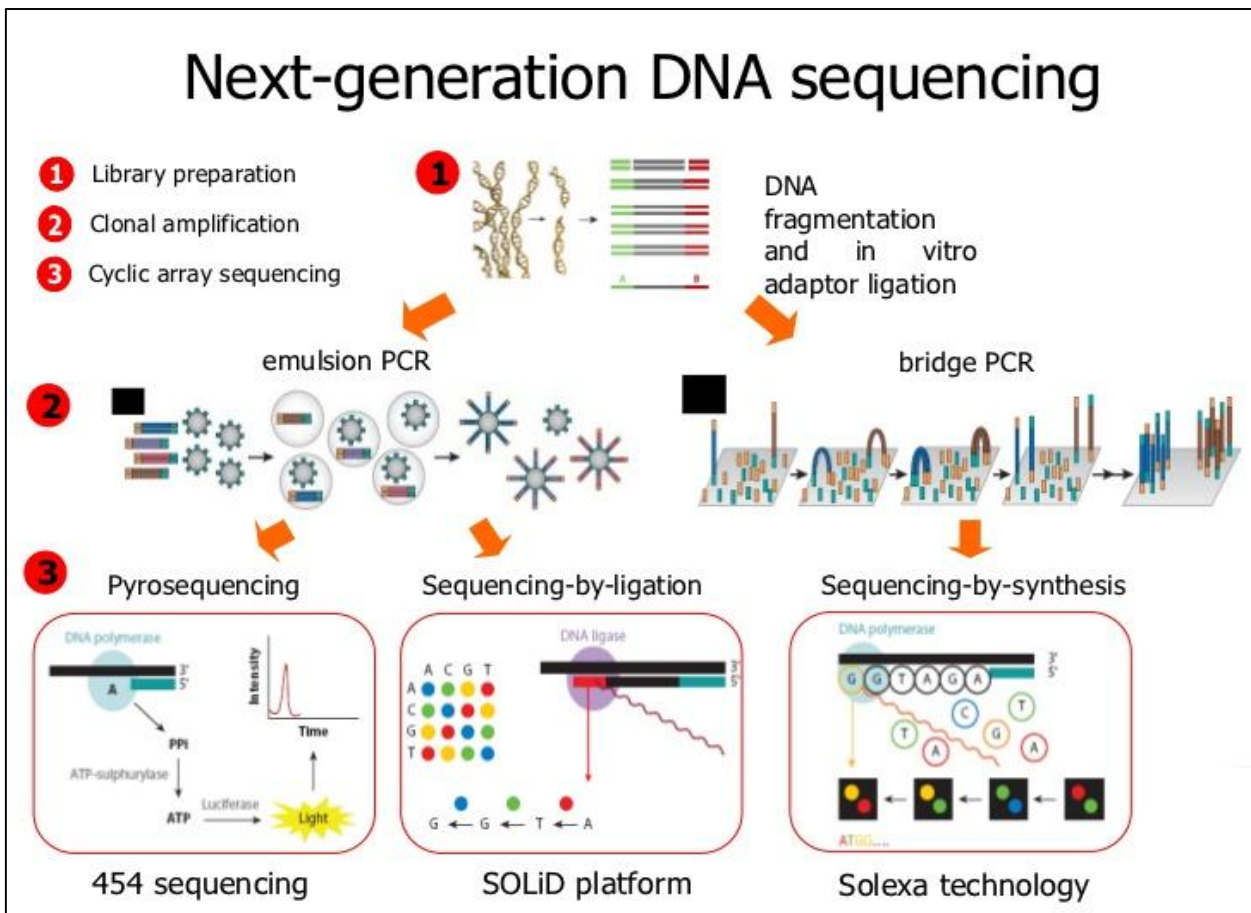 Next-generation DNA sequencing
1 Library preparation
2 Clonal amplification
3 Cyclic array sequencing
1
A B
DNA
fragmentation
and in vitro
adaptor ligation
emulsion PCR
bridge PCR
2
3
Pyrosequencing
DNA polymerase
3'
5'
A
PPi
ATP-sulphurylase
ATP
Luciferase
Light
Intensity
Time
454 sequencing
Sequencing-by-ligation
DNA ligase
A C G T
A
C
G
T
3'
5'
G G T A
SOLiD platform
Sequencing-by-synthesis
DNA polymerase
3'
5'
G G T A G A
C T
T A G A
ATGG....
Solexa technology